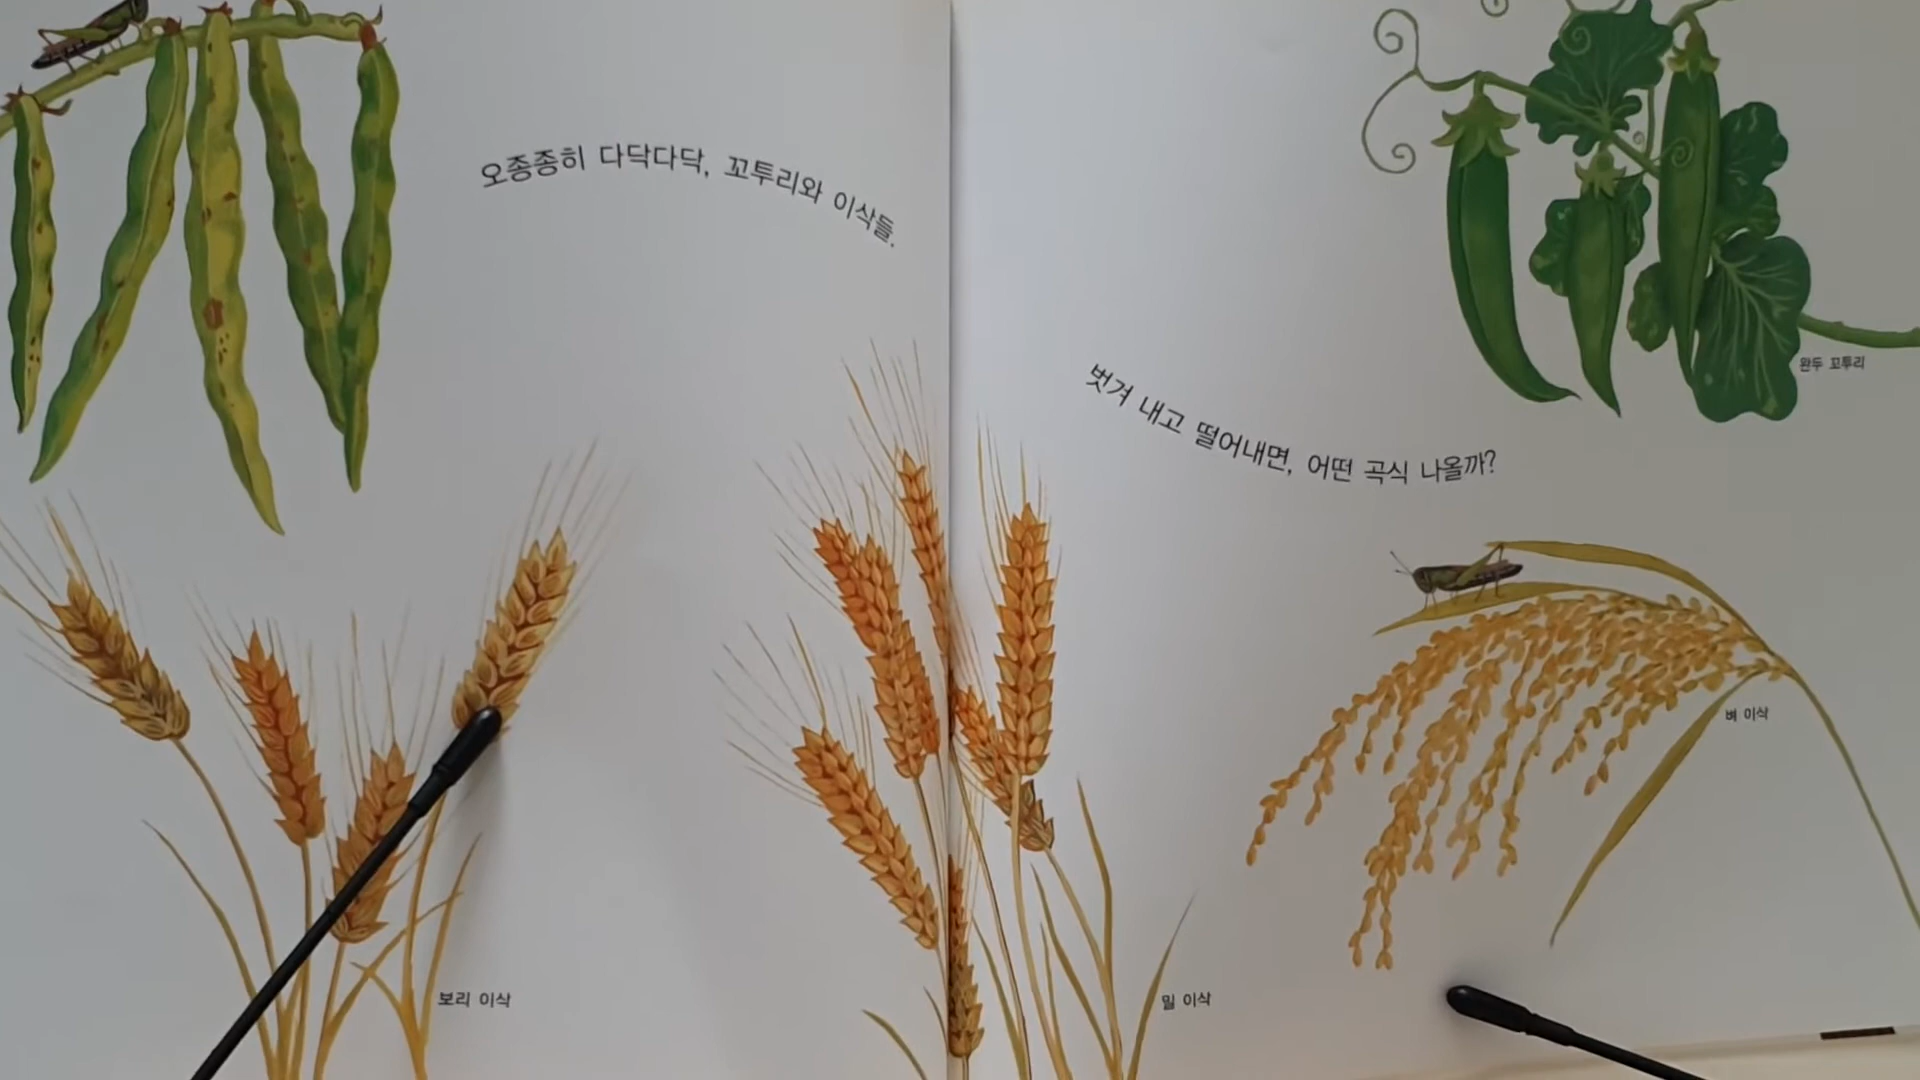 오종종히 다닥다닥, 꼬투리와 이삭들.
벗겨 내고 떨어내면, 어떤 곡식 나올까?
완두 꼬투리
벼 이삭
보리 이삭
밀 이삭